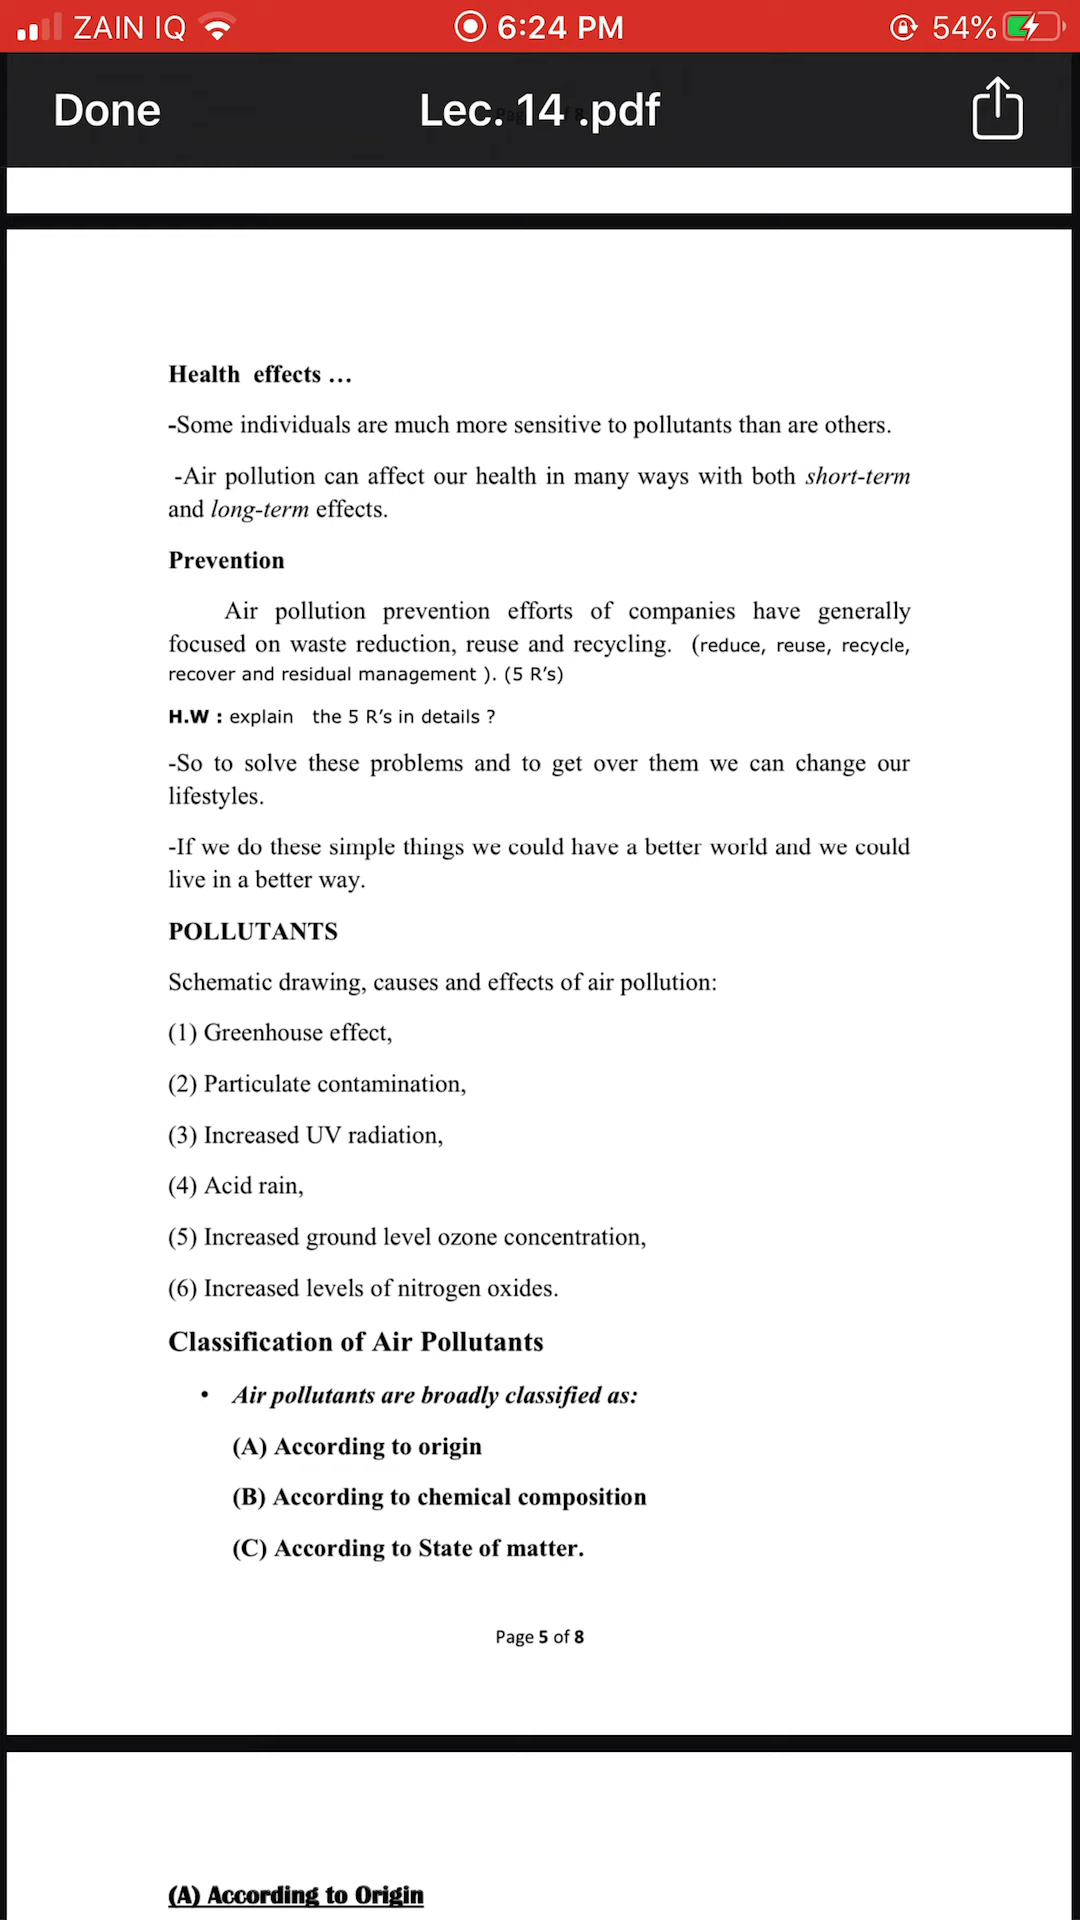 ZAIN IQ 6:24 PM 54%
Done Lec. 14 .pdf
Health effects ...
-Some individuals are much more sensitive to pollutants than are others.
-Air pollution can affect our health in many ways with both short-term
and long-term effects.
Prevention
Air pollution prevention efforts of companies have generally
focused on waste reduction, reuse and recycling. (reduce, reuse, recycle,
recover and residual management ). (5 R's)
H.W : explain the 5 R's in details ?
-So to solve these problems and to get over them we can change our
lifestyles.
-If we do these simple things we could have a better world and we could
live in a better way.
POLLUTANTS
Schematic drawing, causes and effects of air pollution:
(1) Greenhouse effect,
(2) Particulate contamination,
(3) Increased UV radiation,
(4) Acid rain,
(5) Increased ground level ozone concentration,
(6) Increased levels of nitrogen oxides.
Classification of Air Pollutants
• Air pollutants are broadly classified as:
(A) According to origin
(B) According to chemical composition
(C) According to State of matter.
Page 5 of 8
(A) According to Origin